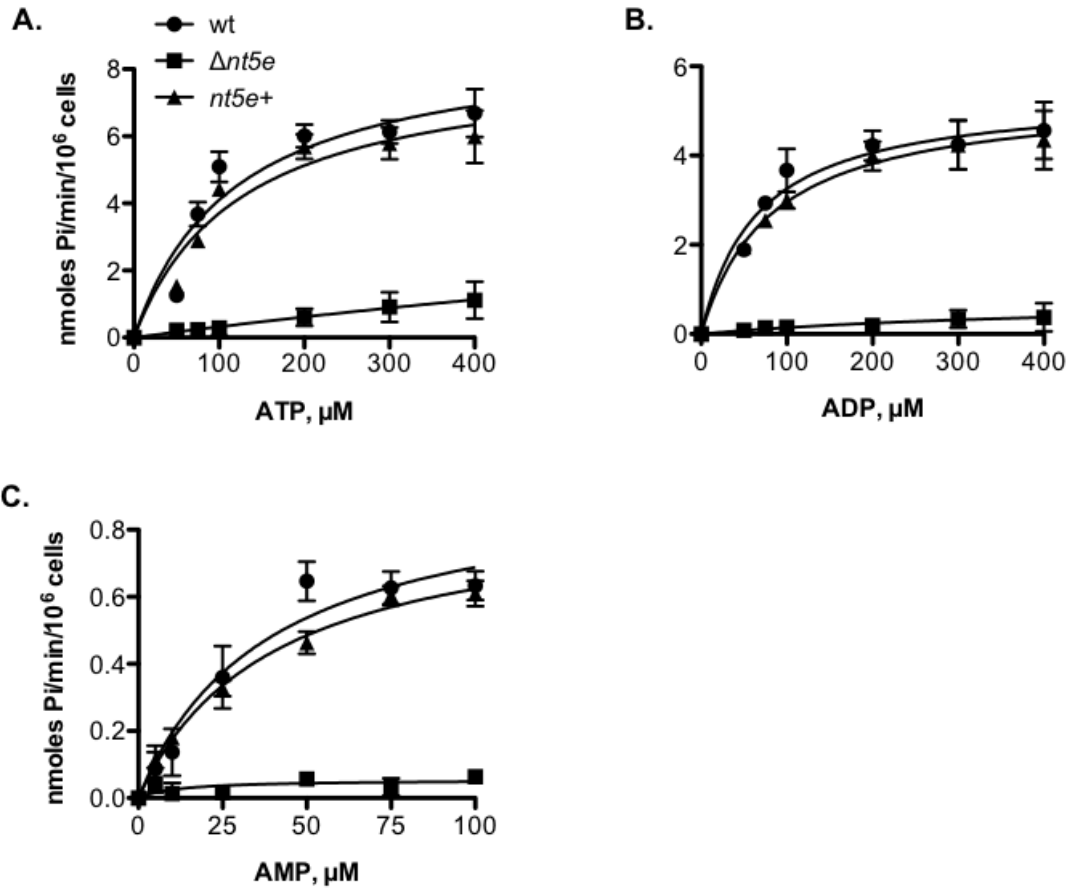 A.
wt
Δnt5e
nt5e+
nmoles Pi/min/10⁶ cells
8
6
4
2
0
0 100 200 300 400
ATP, µM
B.
6
4
2
0
0 100 200 300 400
ADP, µM
C.
nmoles Pi/min/10⁶ cells
0.8
0.6
0.4
0.2
0.0
0 25 50 75 100
AMP, µM